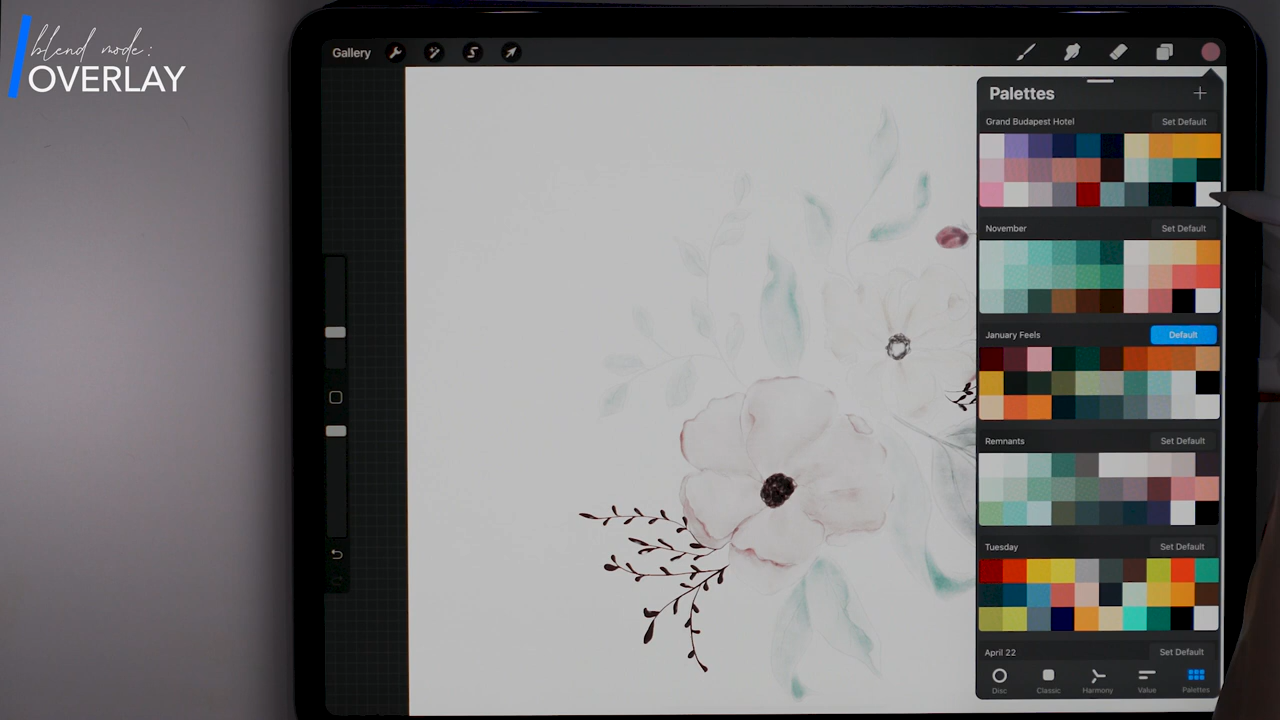 blend mode:
OVERLAY
Gallery
Palettes
Grand Budapest Hotel Set Default
November Set Default
January Feels Default
Remnants Set Default
Tuesday Set Default
April 22 Set Default
Disc Classic Harmony Value Palettes